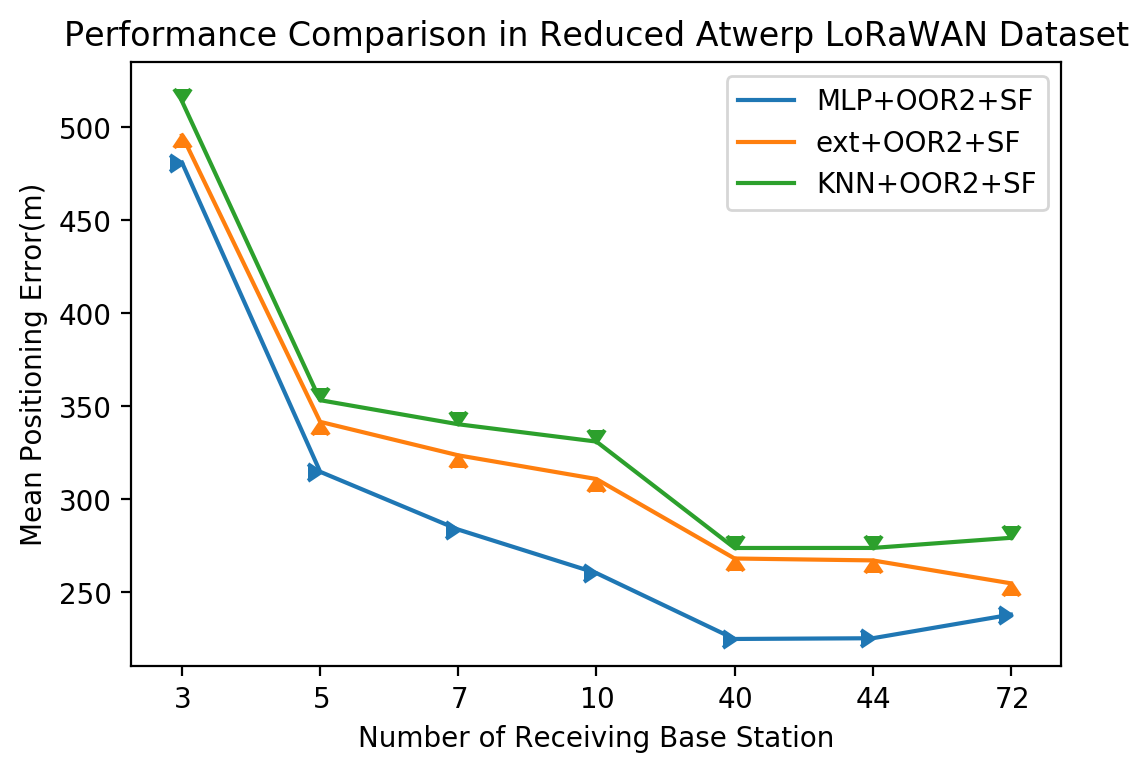 Performance Comparison in Reduced Atwerp LoRaWAN Dataset
MLP+OOR2+SF
ext+OOR2+SF
KNN+OOR2+SF
Mean Positioning Error(m)
500
450
400
350
300
250
3 5 7 10 40 44 72
Number of Receiving Base Station